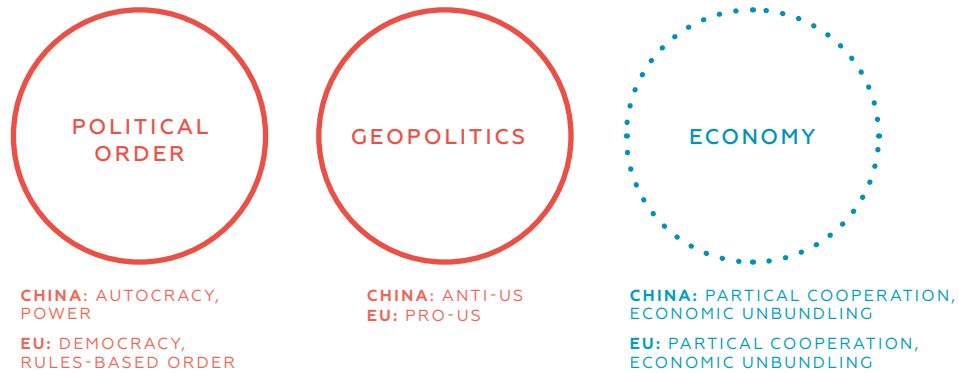 POLITICAL
ORDER
GEOPOLITICS
ECONOMY
CHINA: AUTOCRACY,
POWER
EU: DEMOCRACY,
RULES-BASED ORDER
CHINA: ANTI-US
EU: PRO-US
CHINA: PARTICAL COOPERATION,
ECONOMIC UNBUNDLING
EU: PARTICAL COOPERATION,
ECONOMIC UNBUNDLING